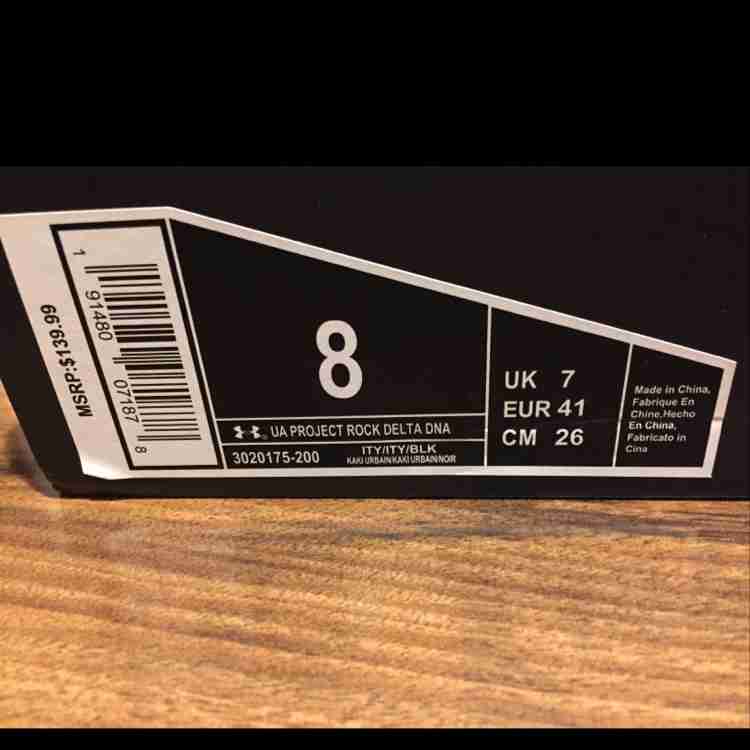 MSRP:$139.99
1 91480 07187 8
8
UA PROJECT ROCK DELTA DNA
3020175-200
ITY/ITY/BLK
KAKI URBAIN/KAKI URBAIN/NOIR
UK 7
EUR 41
CM 26
Made in China,
Fabrique En
Chine,Hecho
En China,
Fabricato in
Cina